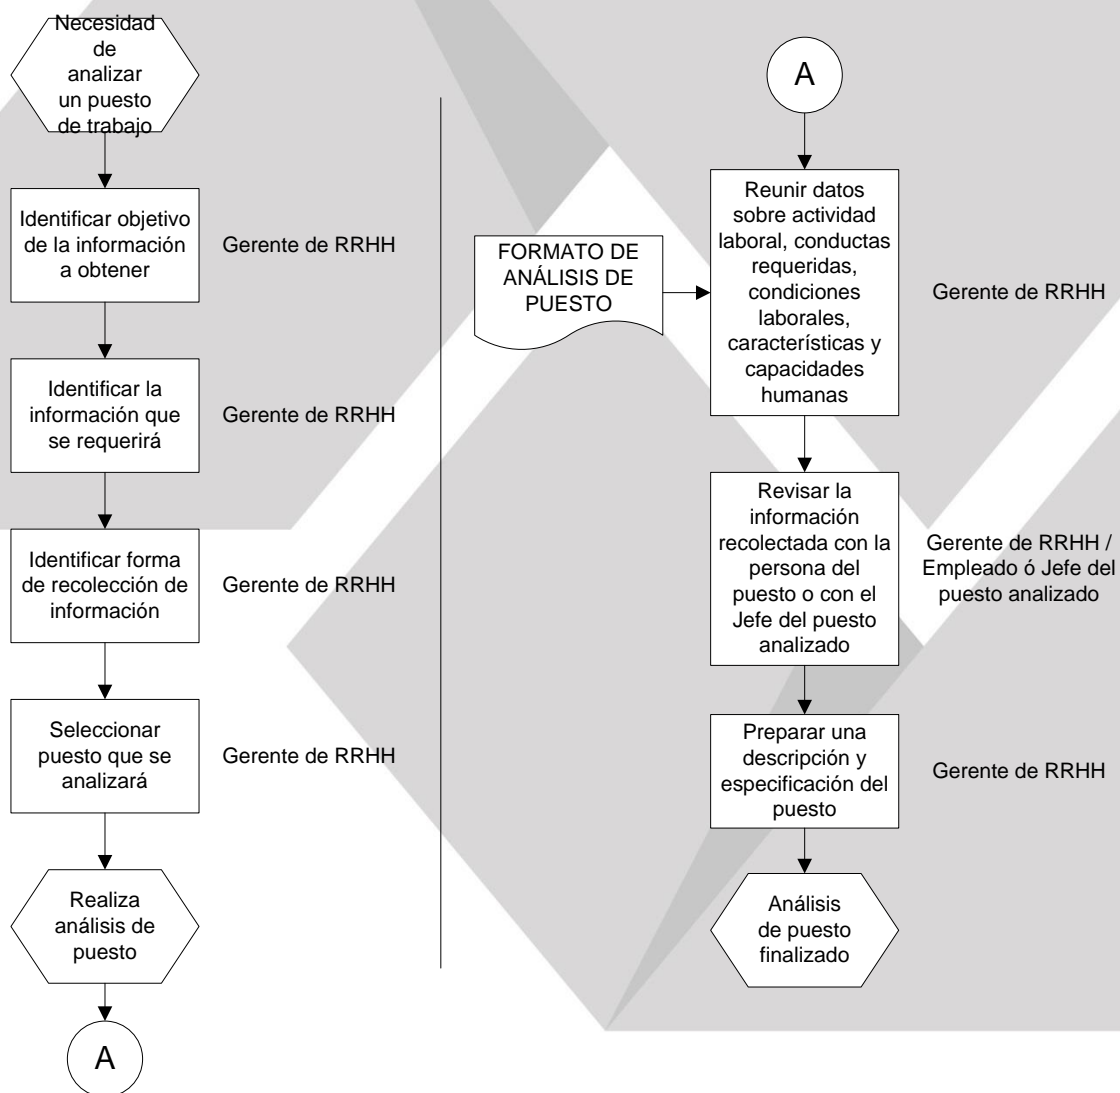 Necesidad
de
analizar
un puesto
de trabajo
Identificar objetivo
de la información
a obtener
Gerente de RRHH
Identificar la
información que
se requerirá
Gerente de RRHH
Identificar forma
de recolección de
información
Gerente de RRHH
Seleccionar
puesto que se
analizará
Gerente de RRHH
Realiza
análisis de
puesto
A
A
FORMATO DE
ANÁLISIS DE
PUESTO
Reunir datos
sobre actividad
laboral, conductas
requeridas,
condiciones
laborales,
características y
capacidades
humanas
Gerente de RRHH
Revisar la
información
recolectada con la
persona del
puesto o con el
Jefe del puesto
analizado
Gerente de RRHH /
Empleado ó Jefe del
puesto analizado
Preparar una
descripción y
especificación del
puesto
Gerente de RRHH
Análisis
de puesto
finalizado